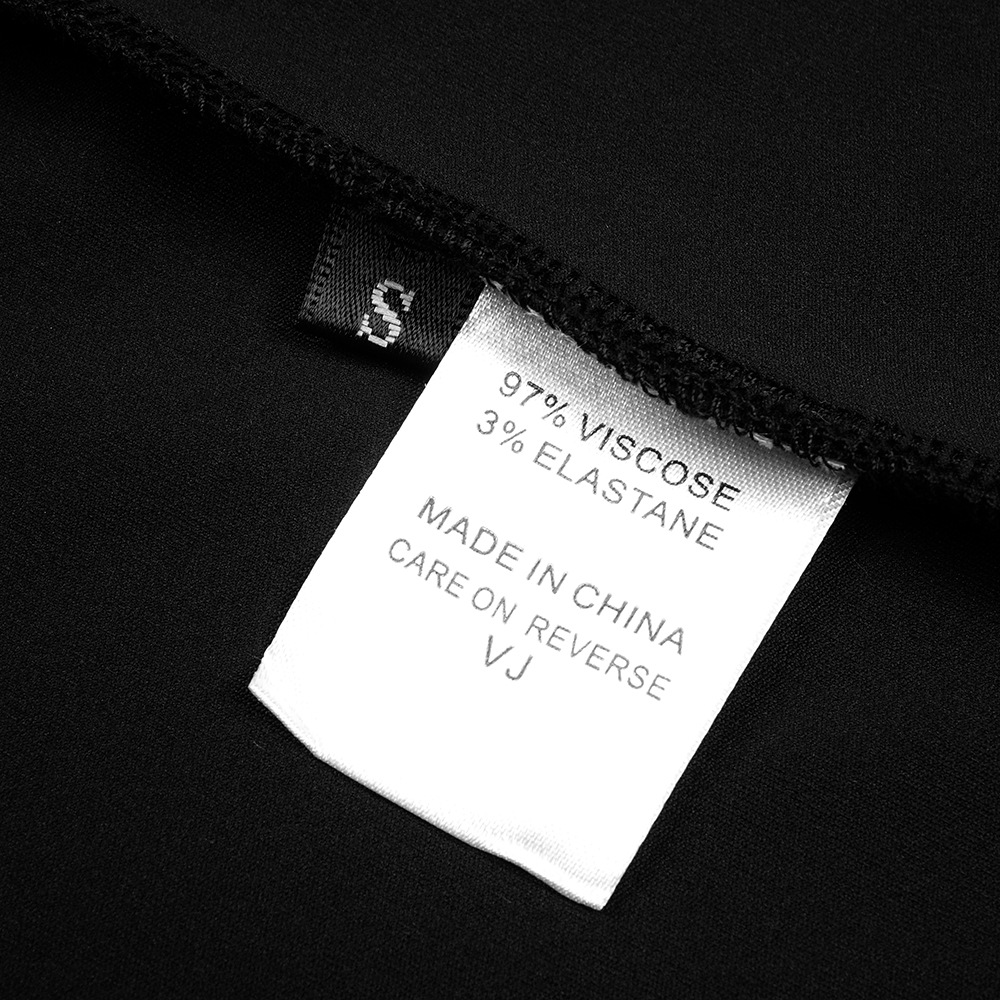 S
97% VISCOSE
3% ELASTANE
MADE IN CHINA
CARE ON REVERSE
VJ